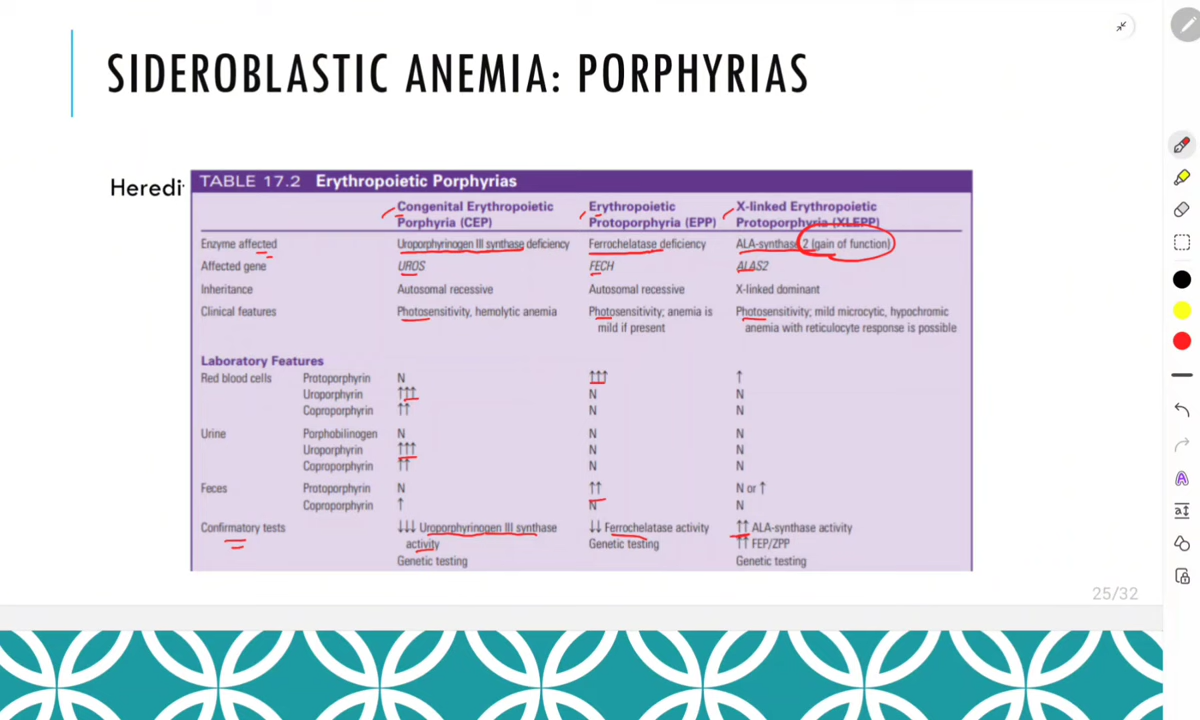 SIDEROBLASTIC ANEMIA: PORPHYRIAS
Heredi
TABLE 17.2 Erythropoietic Porphyrias
Congenital Erythropoietic Porphyria (CEP) Erythropoietic Protoporphyria (EPP) X-linked Erythropoietic Protoporphyria (XLEPP)
Enzyme affected Uroporphyrinogen III synthase deficiency Ferrochelatase deficiency ALA-synthase 2 (gain of function)
Affected gene UROS FECH ALAS2
Inheritance Autosomal recessive Autosomal recessive X-linked dominant
Clinical features Photosensitivity, hemolytic anemia Photosensitivity; anemia is mild if present Photosensitivity; mild microcytic, hypochromic anemia with reticulocyte response is possible
Laboratory Features
Red blood cells Protoporphyrin N ↑↑↑ ↑
Uroporphyrin ↑↑↑ N N
Coproporphyrin ↑↑ N N
Urine Porphobilinogen N N N
Uroporphyrin ↑↑↑ N N
Coproporphyrin ↑↑ N N
Feces Protoporphyrin N ↑↑ N or ↑
Coproporphyrin ↑ N N
Confirmatory tests ↓↓↓ Uroporphyrinogen III synthase ↓↓ Ferrochelatase activity ↑↑ ALA-synthase activity
activity Genetic testing ↑↑ FEP/ZPP
Genetic testing Genetic testing
25/32